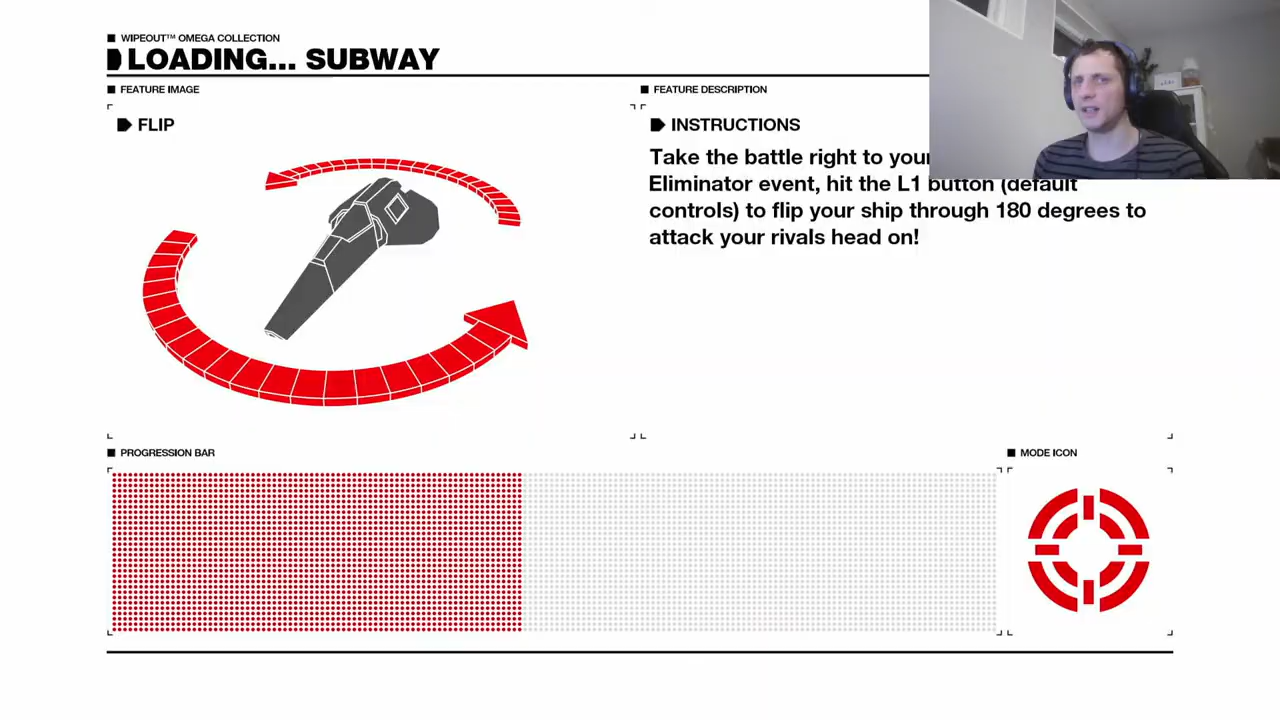 WIPEOUT™ OMEGA COLLECTION
LOADING... SUBWAY
FEATURE IMAGE
FLIP
FEATURE DESCRIPTION
INSTRUCTIONS
Take the battle right to your
Eliminator event, hit the L1 button (default
controls) to flip your ship through 180 degrees to
attack your rivals head on!
PROGRESSION BAR
MODE ICON